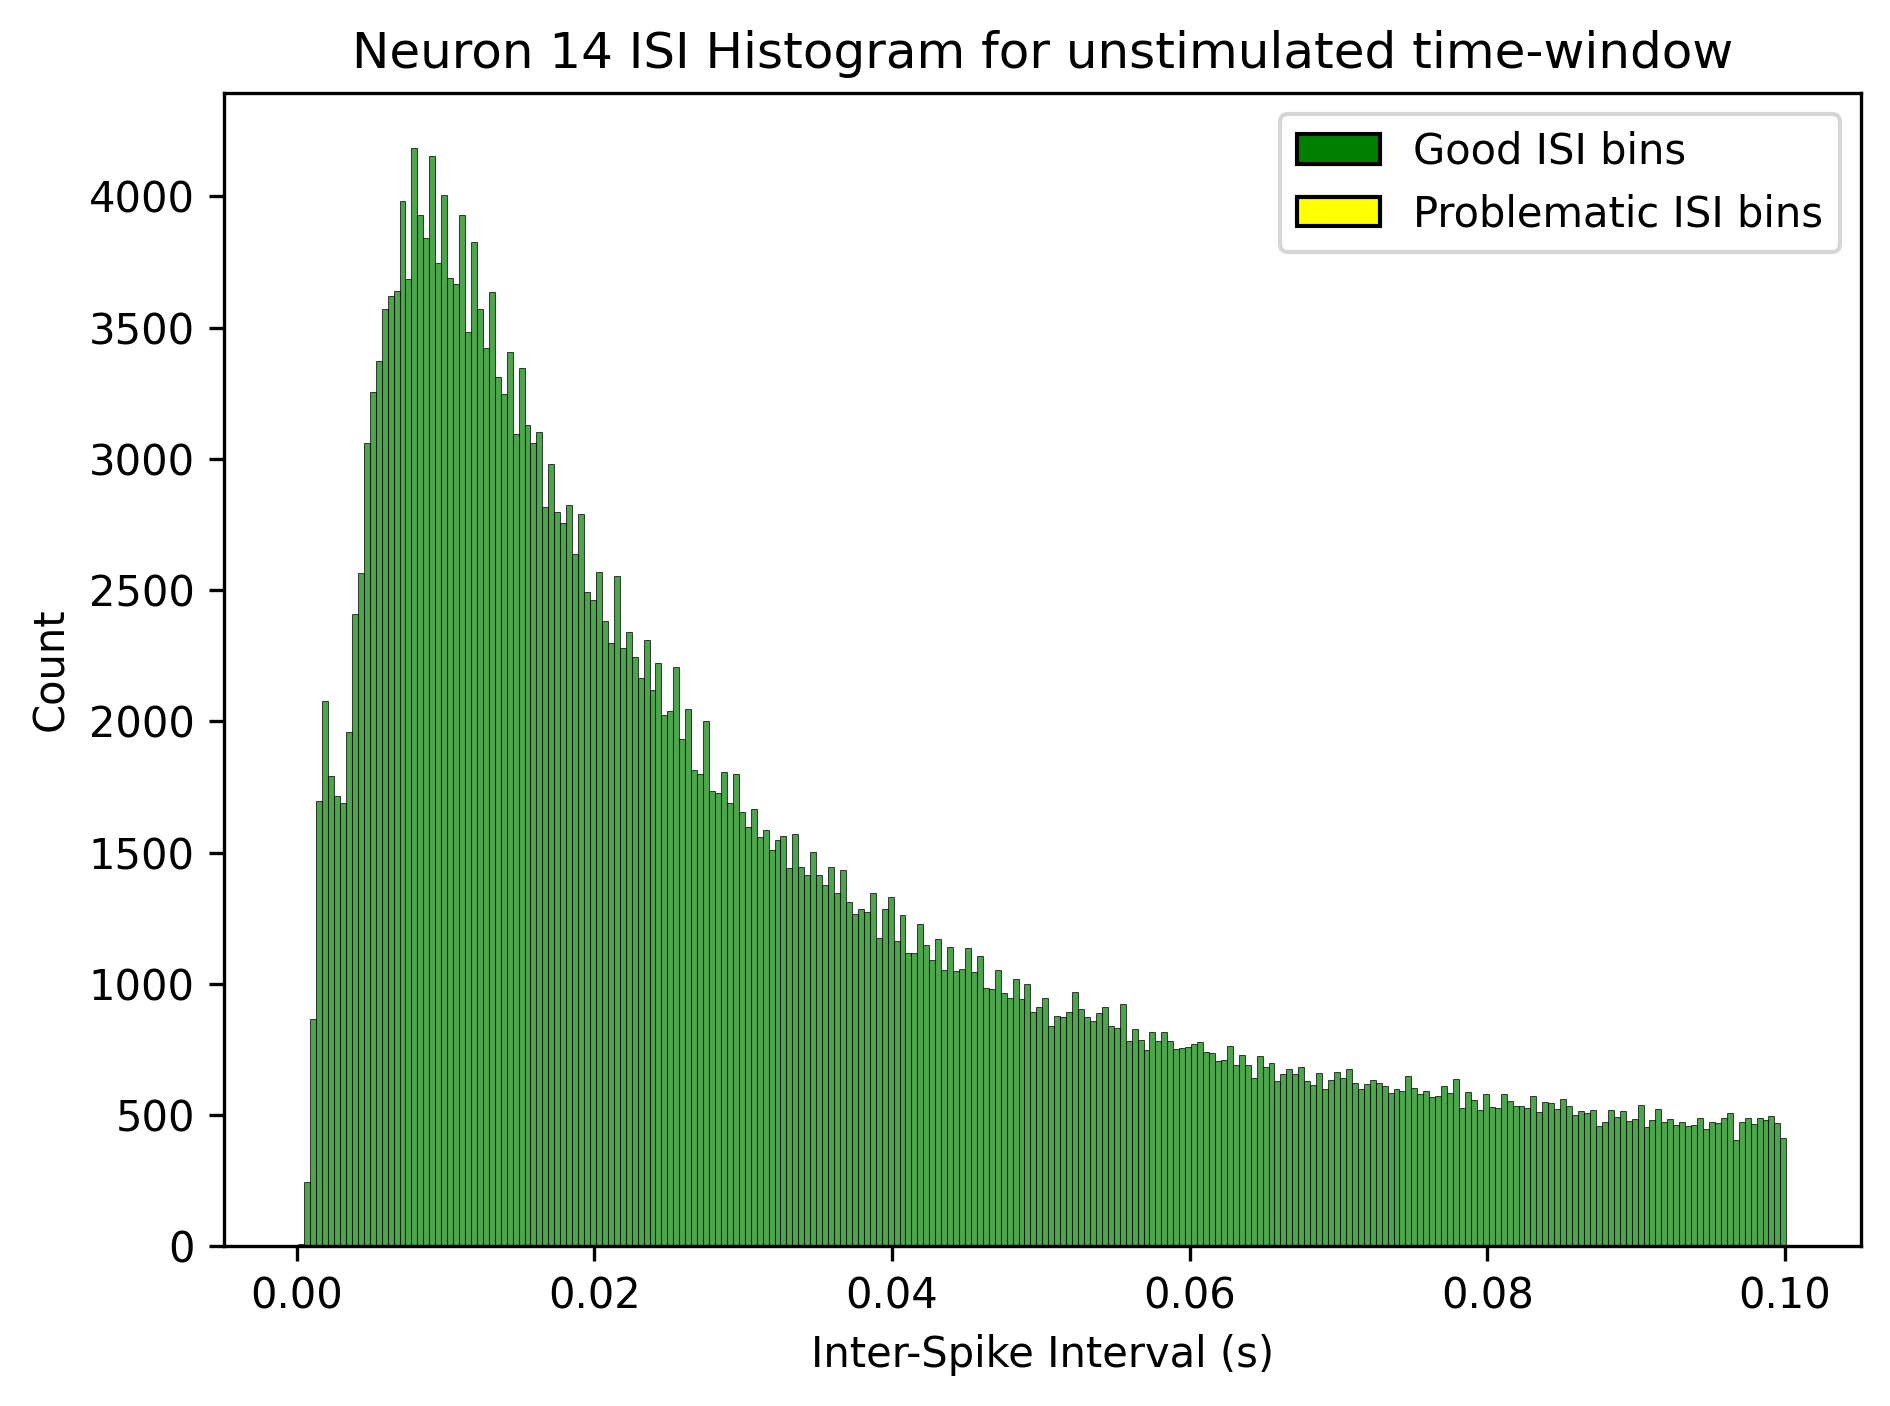 Neuron 14 ISI Histogram for unstimulated time-window
Good ISI bins
Problematic ISI bins
Count
4000
3500
3000
2500
2000
1500
1000
500
0
0.00 0.02 0.04 0.06 0.08 0.10
Inter-Spike Interval (s)